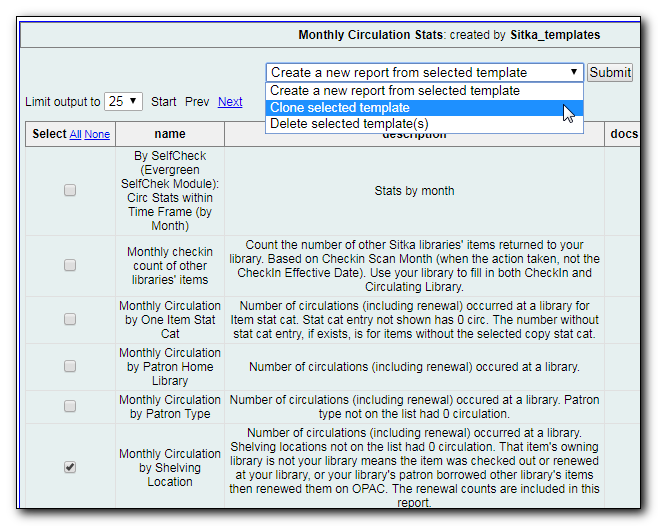 Monthly Circulation Stats: created by Sitka_templates
Create a new report from selected template
Submit
Create a new report from selected template
Clone selected template
Delete selected template(s)
Limit output to 25 Start Prev Next
Select All None
name
description
docs
By SelfCheck
(Evergreen
SelfChek Module):
Circ Stats within
Time Frame (by
Month)
Stats by month
Monthly checkin
count of other
libraries' items
Count the number of other Sitka libraries' items returned to your
library. Based on Checkin Scan Month (when the action taken, not the
CheckIn Effective Date). Use your library to fill in both CheckIn and
Circulating Library.
Monthly Circulation
by One Item Stat
Cat
Number of circulations (including renewal) occurred at a library for
Item stat cat. Stat cat entry not shown has 0 circ. The number without
stat cat entry, if exists, is for items without the selected copy stat cat.
Monthly Circulation
by Patron Home
Library
Number of circulations (including renewal) occured at a library.
Monthly Circulation
by Patron Type
Number of circulations (including renewal) occured at a library. Patron
type not on the list had 0 circulation.
Monthly Circulation
by Shelving
Location
Number of circulations (including renewal) occurred at a library.
Shelving locations not on the list had 0 circulation. That item's owning
library is not your library means the item was checked out or renewed
at your library, or your library's patron borrowed other library's items
then renewed them on OPAC. The renewal counts are included in this
report.